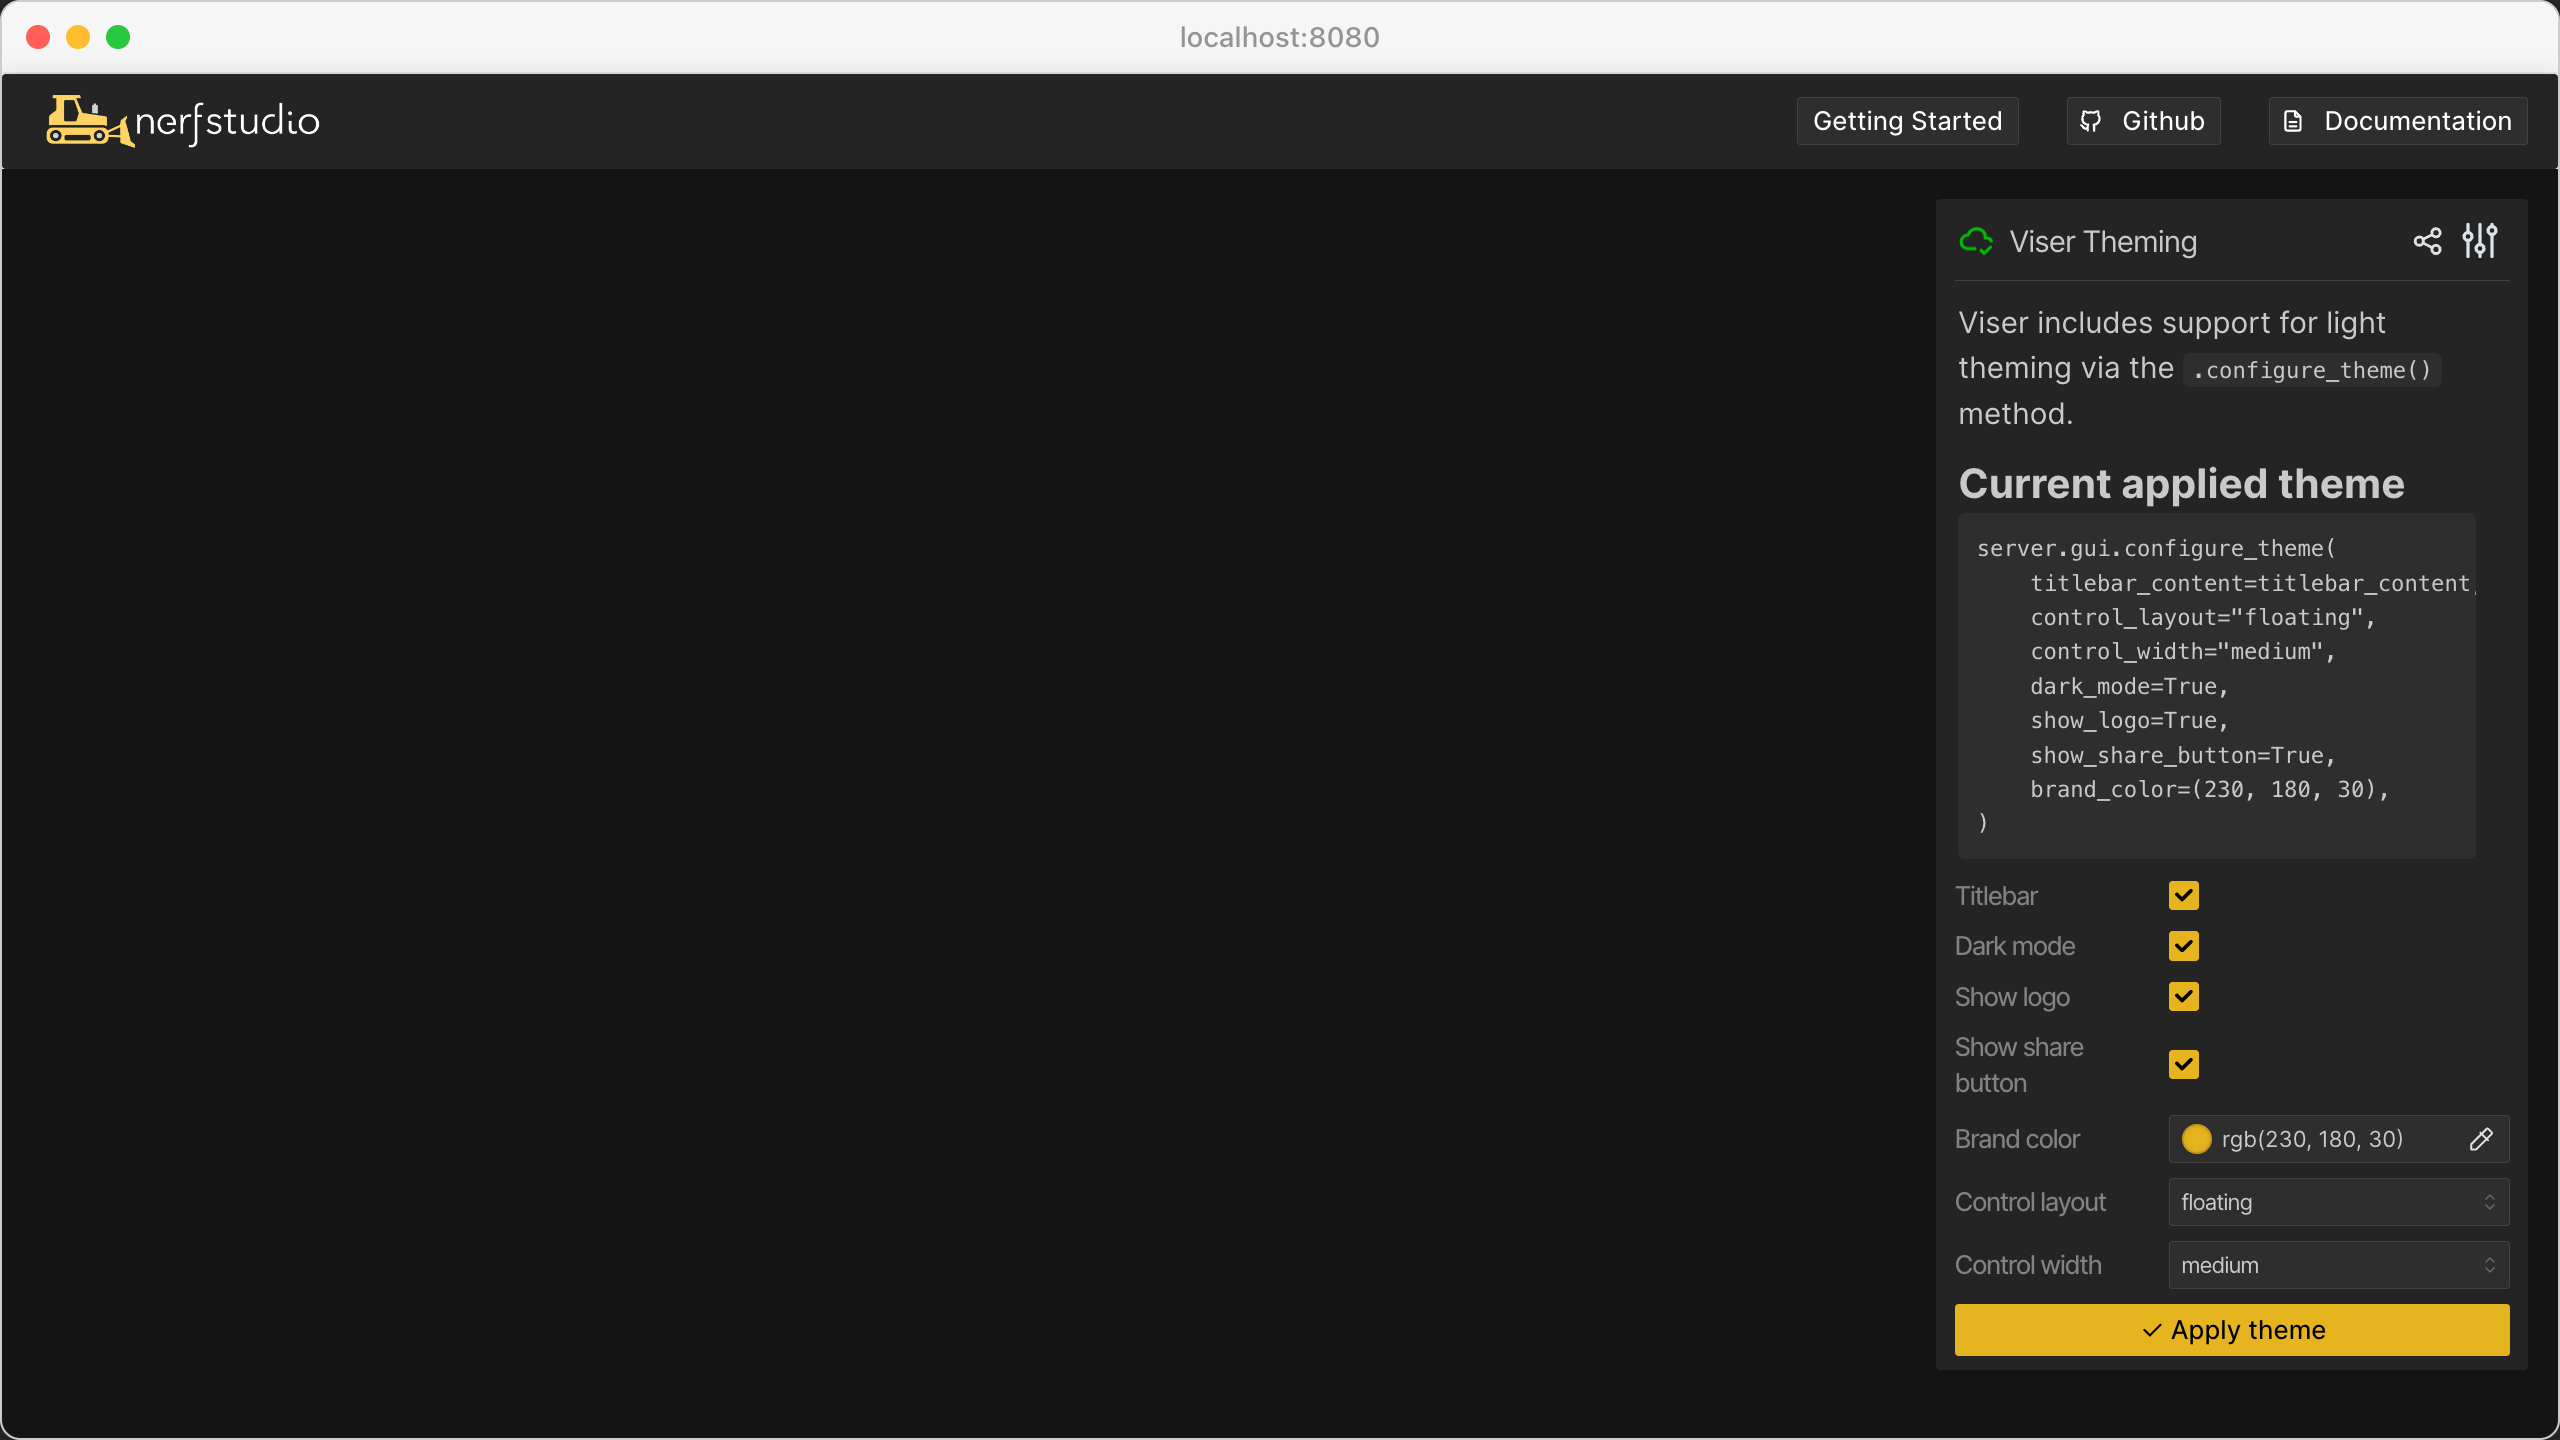 localhost:8080
nerfstudio
Getting Started
Github
Documentation
Viser Theming
Viser includes support for light
theming via the .configure_theme()
method.
Current applied theme
server.gui.configure_theme(
    titlebar_content=titlebar_content,
    control_layout="floating",
    control_width="medium",
    dark_mode=True,
    show_logo=True,
    show_share_button=True,
    brand_color=(230, 180, 30),
)
Titlebar
Dark mode
Show logo
Show share
button
Brand color
rgb(230, 180, 30)
Control layout
floating
Control width
medium
Apply theme